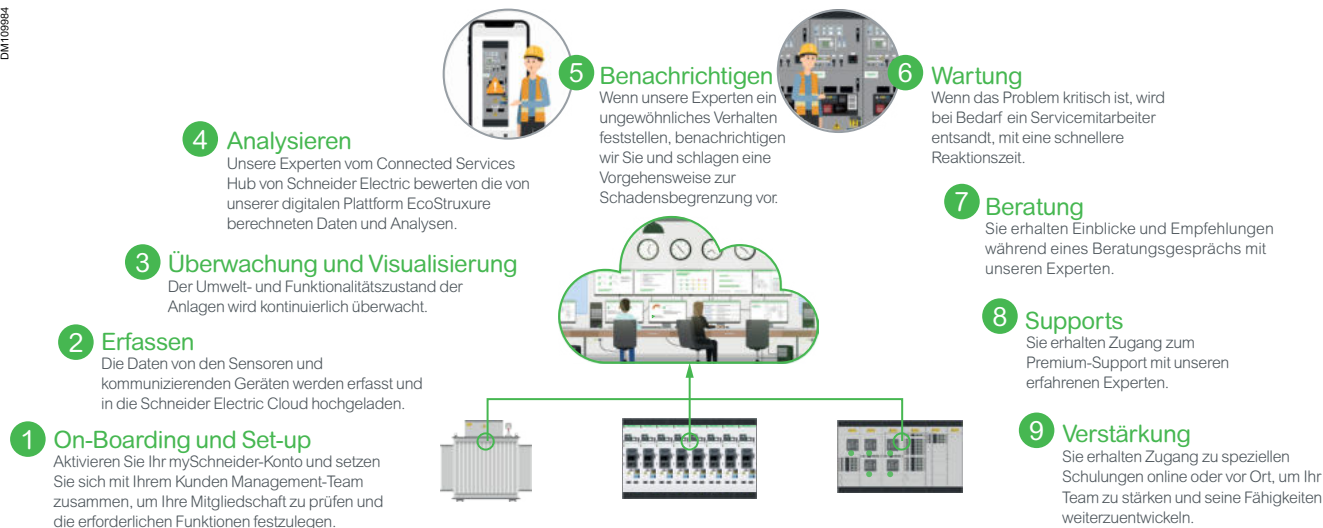 DM109984
1 On-Boarding und Set-up
Aktivieren Sie Ihr mySchneider-Konto und setzen
Sie sich mit Ihrem Kunden Management-Team
zusammen, um Ihre Mitgliedschaft zu prüfen und
die erforderlichen Funktionen festzulegen.
2 Erfassen
Die Daten von den Sensoren und
kommunizierenden Geräten werden erfasst und
in die Schneider Electric Cloud hochgeladen.
3 Überwachung und Visualisierung
Der Umwelt- und Funktionalitätszustand der
Anlagen wird kontinuierlich überwacht.
4 Analysieren
Unsere Experten vom Connected Services
Hub von Schneider Electric bewerten die von
unserer digitalen Plattform EcoStruxure
berechneten Daten und Analysen.
5 Benachrichtigen
Wenn unsere Experten ein
ungewöhnliches Verhalten
feststellen, benachrichtigen
wir Sie und schlagen eine
Vorgehensweise zur
Schadensbegrenzung vor.
6 Wartung
Wenn das Problem kritisch ist, wird
bei Bedarf ein Servicemitarbeiter
entsandt, mit eine schnellere
Reaktionszeit.
7 Beratung
Sie erhalten Einblicke und Empfehlungen
während eines Beratungsgesprächs mit
unseren Experten.
8 Supports
Sie erhalten Zugang zum
Premium-Support mit unseren
erfahrenen Experten.
9 Verstärkung
Sie erhalten Zugang zu speziellen
Schulungen online oder vor Ort, um Ihr
Team zu stärken und seine Fähigkeiten
weiterzuentwickeln.